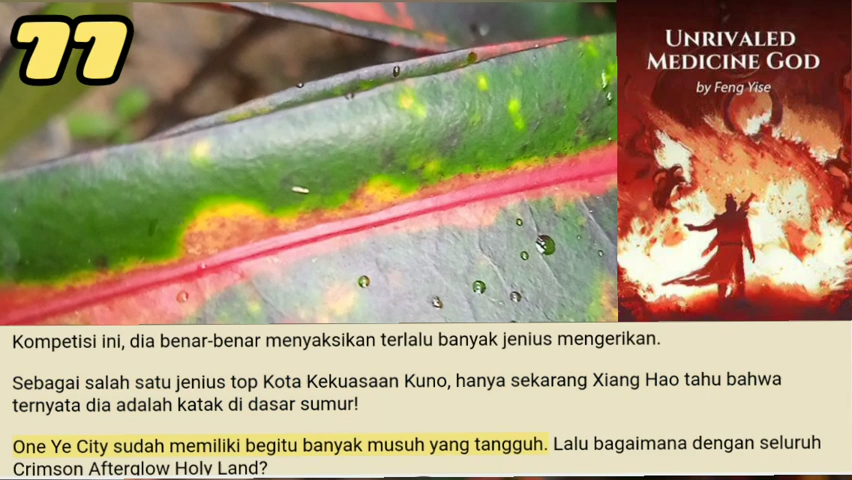 77
UNRIVALED
MEDICINE GOD
by Feng Yise
Kompetisi ini, dia benar-benar menyaksikan terlalu banyak jenius mengerikan.
Sebagai salah satu jenius top Kota Kekuasaan Kuno, hanya sekarang Xiang Hao tahu bahwa
ternyata dia adalah katak di dasar sumur!
One Ye City sudah memiliki begitu banyak musuh yang tangguh. Lalu bagaimana dengan seluruh
Crimson Afterglow Holy Land?